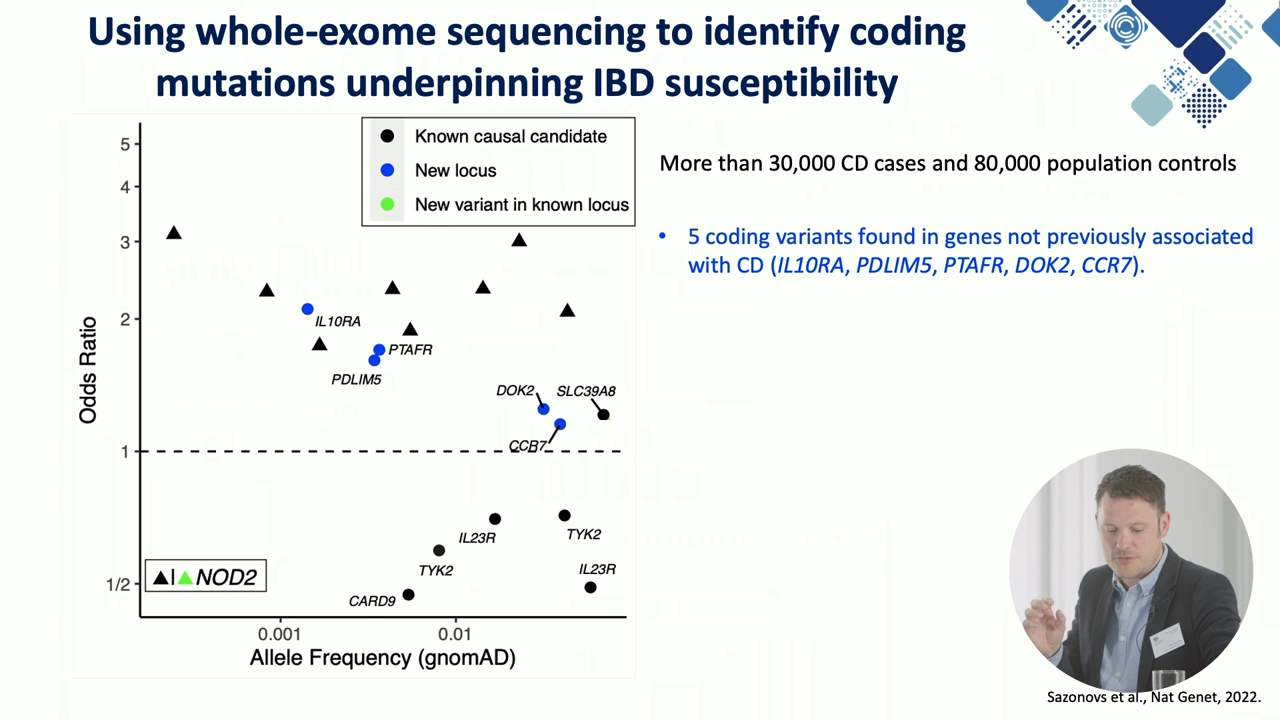 Using whole-exome sequencing to identify coding
mutations underpinning IBD susceptibility
Known causal candidate
New locus
New variant in known locus
5
4
3
2
1
1/2
Odds Ratio
IL10RA
PTAFR
PDLIM5
DOK2
SLC39A8
CCR7
IL23R
TYK2
TYK2
IL23R
CARD9
| NOD2
0.001
0.01
Allele Frequency (gnomAD)
More than 30,000 CD cases and 80,000 population controls
• 5 coding variants found in genes not previously associated
with CD (IL10RA, PDLIM5, PTAFR, DOK2, CCR7).
Sazonovs et al., Nat Genet, 2022.